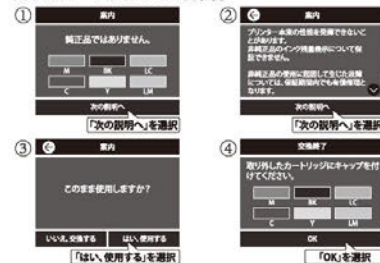 ①
案内
純正品ではありません。
M BK LC
C Y LM
次の説明へ
「次の説明へ」を選択
②
案内
プリンター本来の性能を発揮できないことがあります。
非純正品のインク残量表示について保証できません。
非純正品の使用に起因して生じた故障については、保証期間内でも有償修理となります。
次の説明へ
「次の説明へ」を選択
③
案内
このまま使用しますか?
いいえ、交換する はい、使用する
「はい、使用する」を選択
④
交換終了
取り外したカートリッジにキャップを付けてください。
M BK LC
C Y LM
OK
「OK」を選択